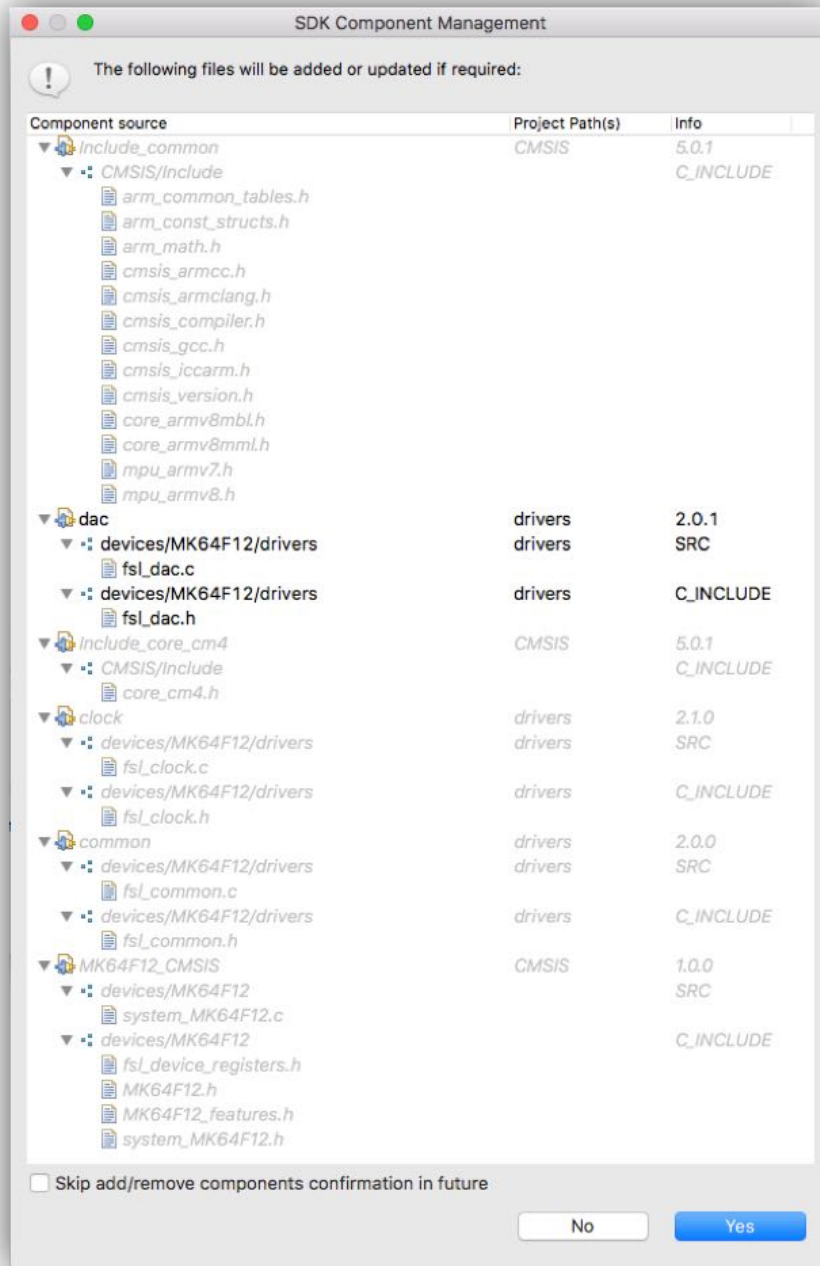 SDK Component Management
The following files will be added or updated if required:
Component source Project Path(s) Info
Include_common CMSIS 5.0.1
CMSIS/Include C_INCLUDE
arm_common_tables.h
arm_const_structs.h
arm_math.h
cmsis_armcc.h
cmsis_armclang.h
cmsis_compiler.h
cmsis_gcc.h
cmsis_iccarm.h
cmsis_version.h
core_armv8mbl.h
core_armv8mml.h
mpu_armv7.h
mpu_armv8.h
dac drivers 2.0.1
devices/MK64F12/drivers drivers SRC
fsl_dac.c
devices/MK64F12/drivers drivers C_INCLUDE
fsl_dac.h
Include_core_cm4 CMSIS 5.0.1
CMSIS/Include C_INCLUDE
core_cm4.h
clock drivers 2.1.0
devices/MK64F12/drivers drivers SRC
fsl_clock.c
devices/MK64F12/drivers drivers C_INCLUDE
fsl_clock.h
common drivers 2.0.0
devices/MK64F12/drivers drivers SRC
fsl_common.c
devices/MK64F12/drivers drivers C_INCLUDE
fsl_common.h
MK64F12_CMSIS CMSIS 1.0.0
devices/MK64F12 SRC
system_MK64F12.c
devices/MK64F12 C_INCLUDE
fsl_device_registers.h
MK64F12.h
MK64F12_features.h
system_MK64F12.h
Skip add/remove components confirmation in future
No Yes